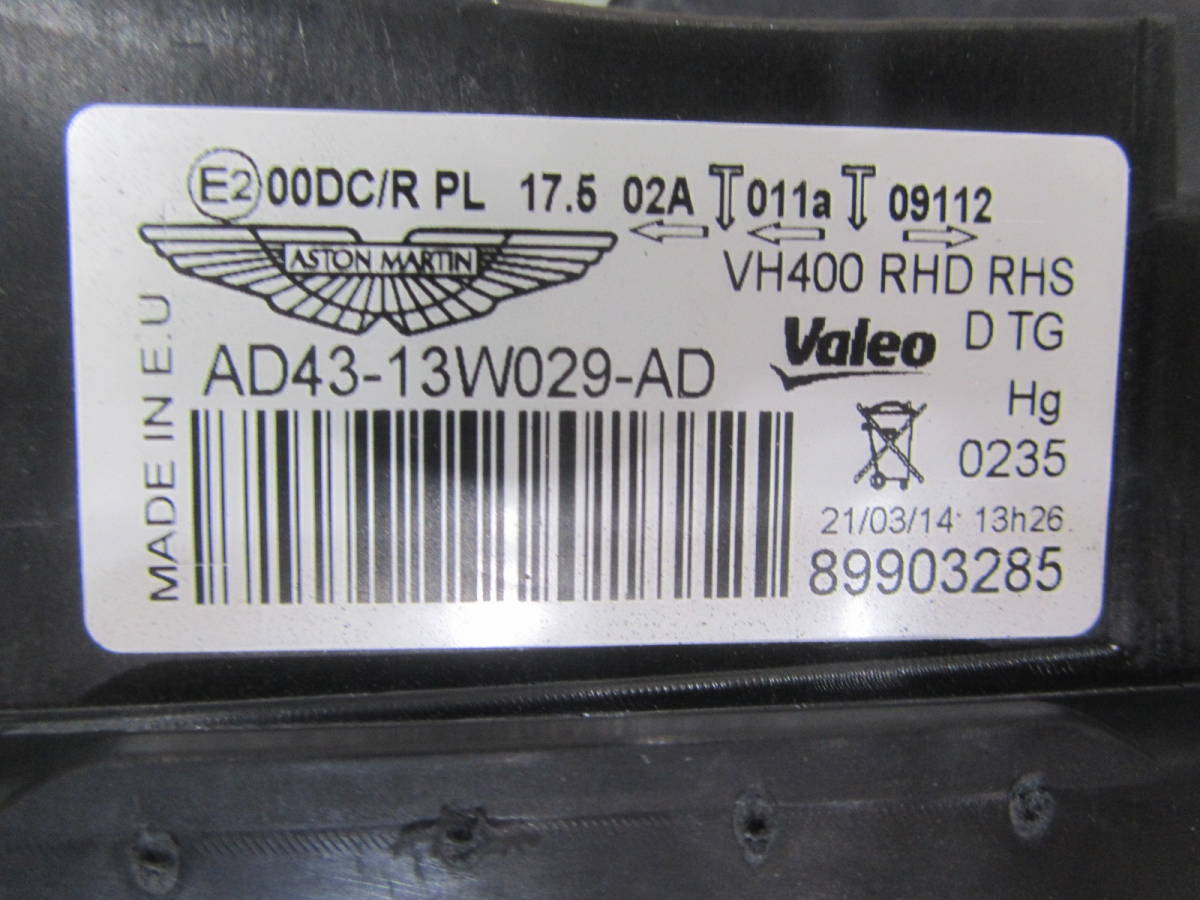 E2 00DC/R PL 17.5 02A 011a 09112
ASTON MARTIN
VH400 RHD RHS
Valeo D TG
AD43-13W029-AD
Hg
0235
21/03/14 13h26
89903285
MADE IN E.U